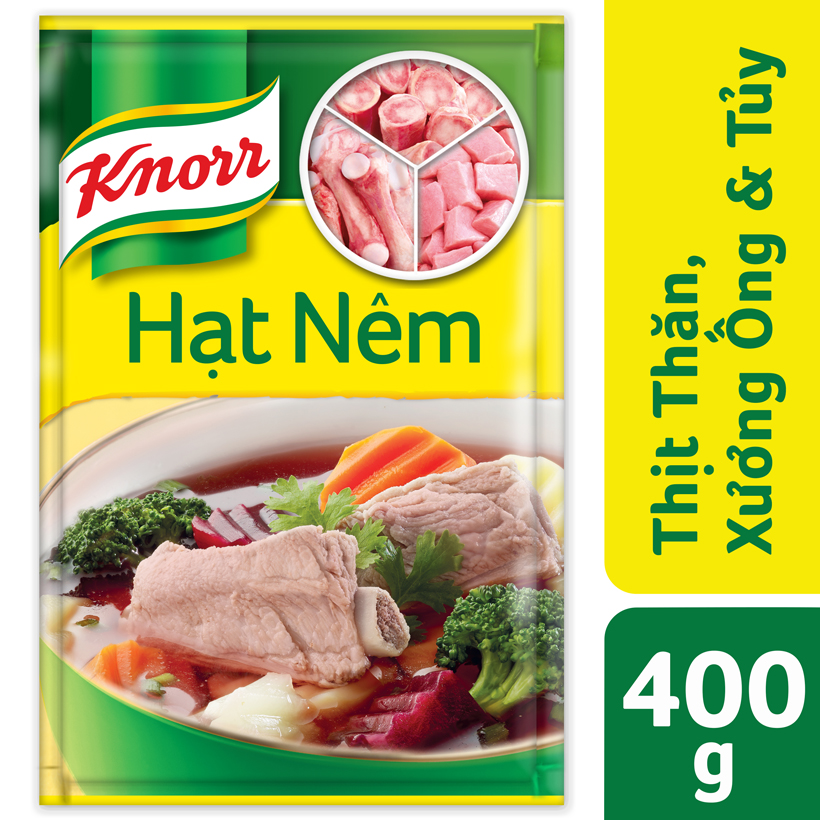 Knorr
Hạt Nêm
Thịt Thăn,
Xương Ống & Tủy
400
g